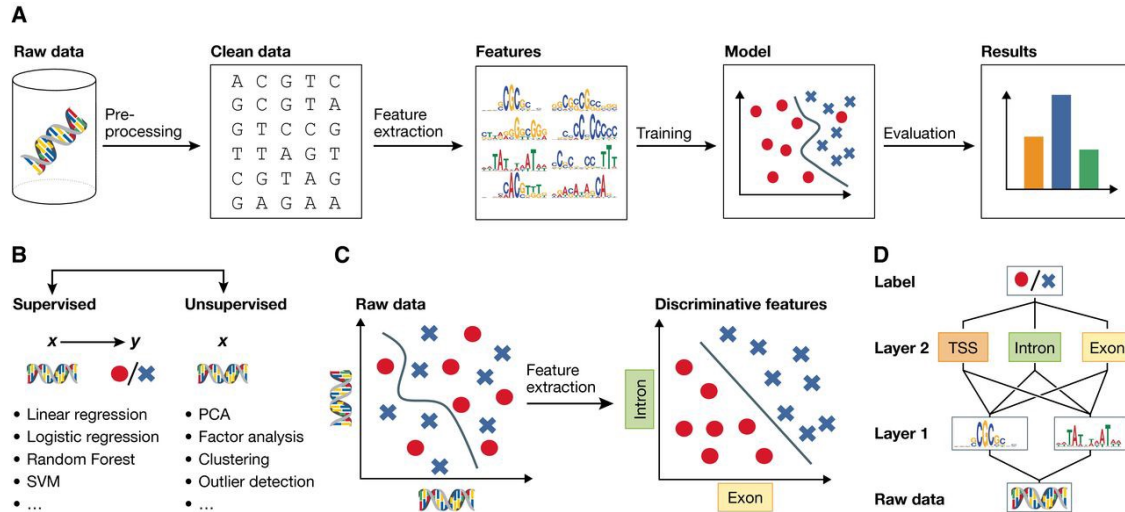 A
Raw data
Clean data
Features
Model
Results
Pre-
processing
A C G T C
G C G T A
G T C C G
T T A G T
C G T A G
G A G A A
Feature
extraction
Training
Evaluation
B
Supervised
Unsupervised
x
y
x
• Linear regression
• Logistic regression
• Random Forest
• SVM
• ...
• PCA
• Factor analysis
• Clustering
• Outlier detection
• ...
C
Raw data
Feature
extraction
Discriminative features
Intron
Exon
D
Label
Layer 2
TSS
Intron
Exon
Layer 1
Raw data